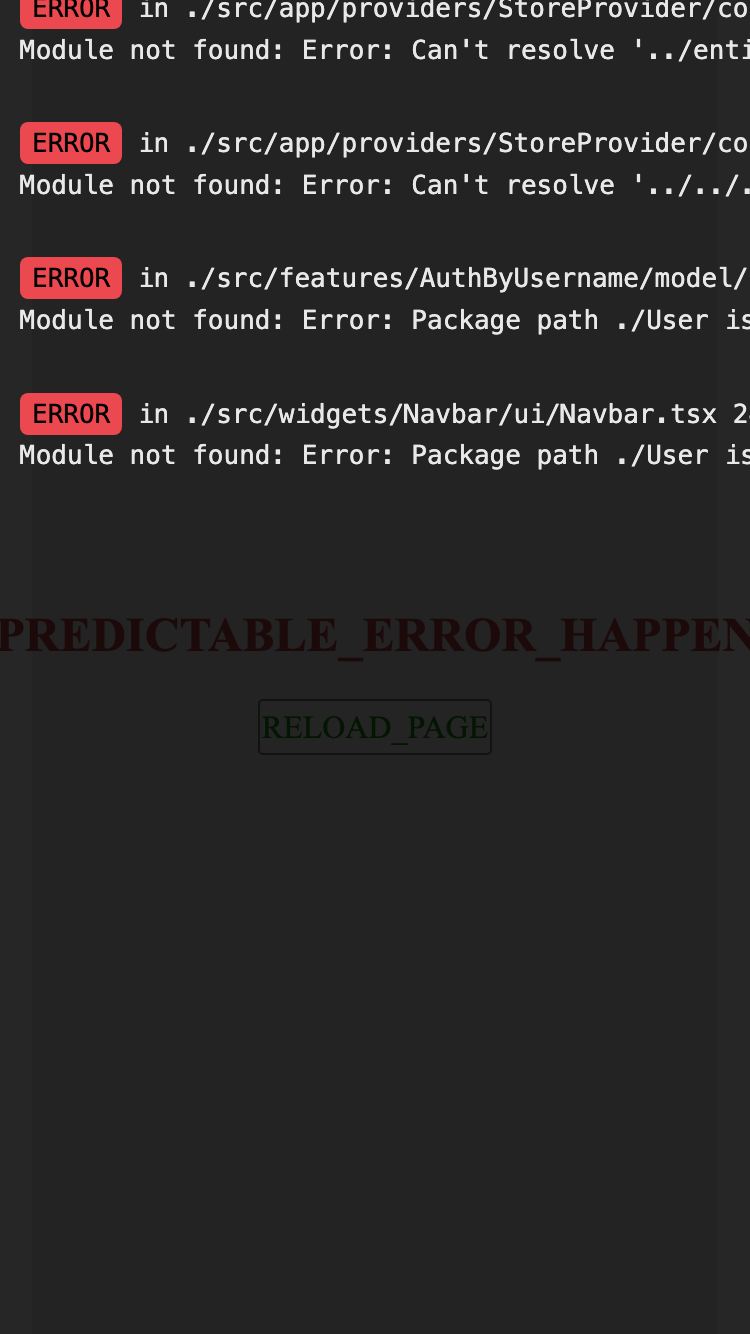 ERROR in ./src/app/providers/StoreProvider/co
Module not found: Error: Can't resolve '../enti
ERROR in ./src/app/providers/StoreProvider/co
Module not found: Error: Can't resolve '../../.
ERROR in ./src/features/AuthByUsername/model/
Module not found: Error: Package path ./User is
ERROR in ./src/widgets/Navbar/ui/Navbar.tsx 2
Module not found: Error: Package path ./User is
PREDICTABLE_ERROR_HAPPEN
RELOAD_PAGE